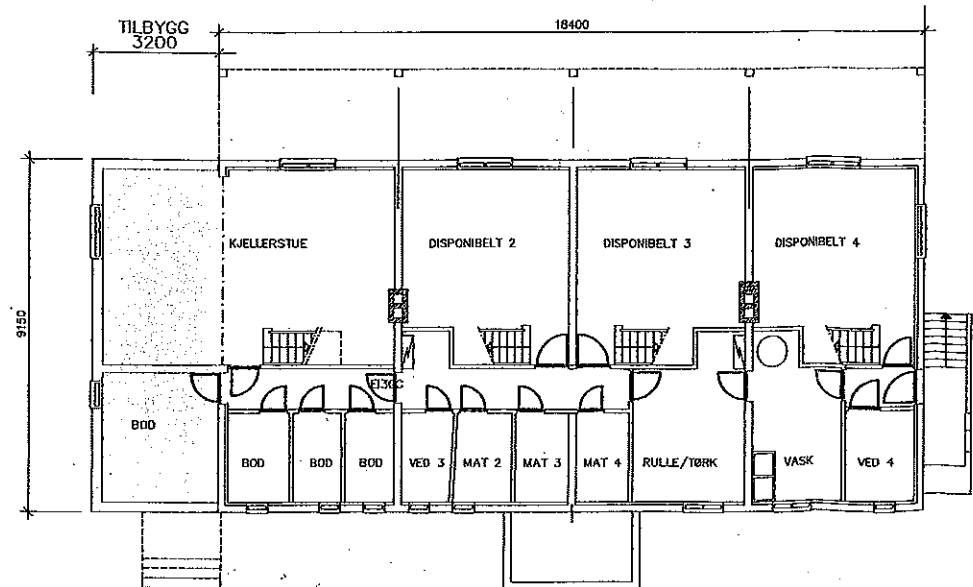 TILBYGG
3200
18400
9150
KJELLERSTUE
DISPONIBELT 2
DISPONIBELT 3
DISPONIBELT 4
EI30C
BOD
BOD
BOD
BOD
VED 3
MAT 2
MAT 3
MAT 4
RULLE/TØRK
VASK
VED 4